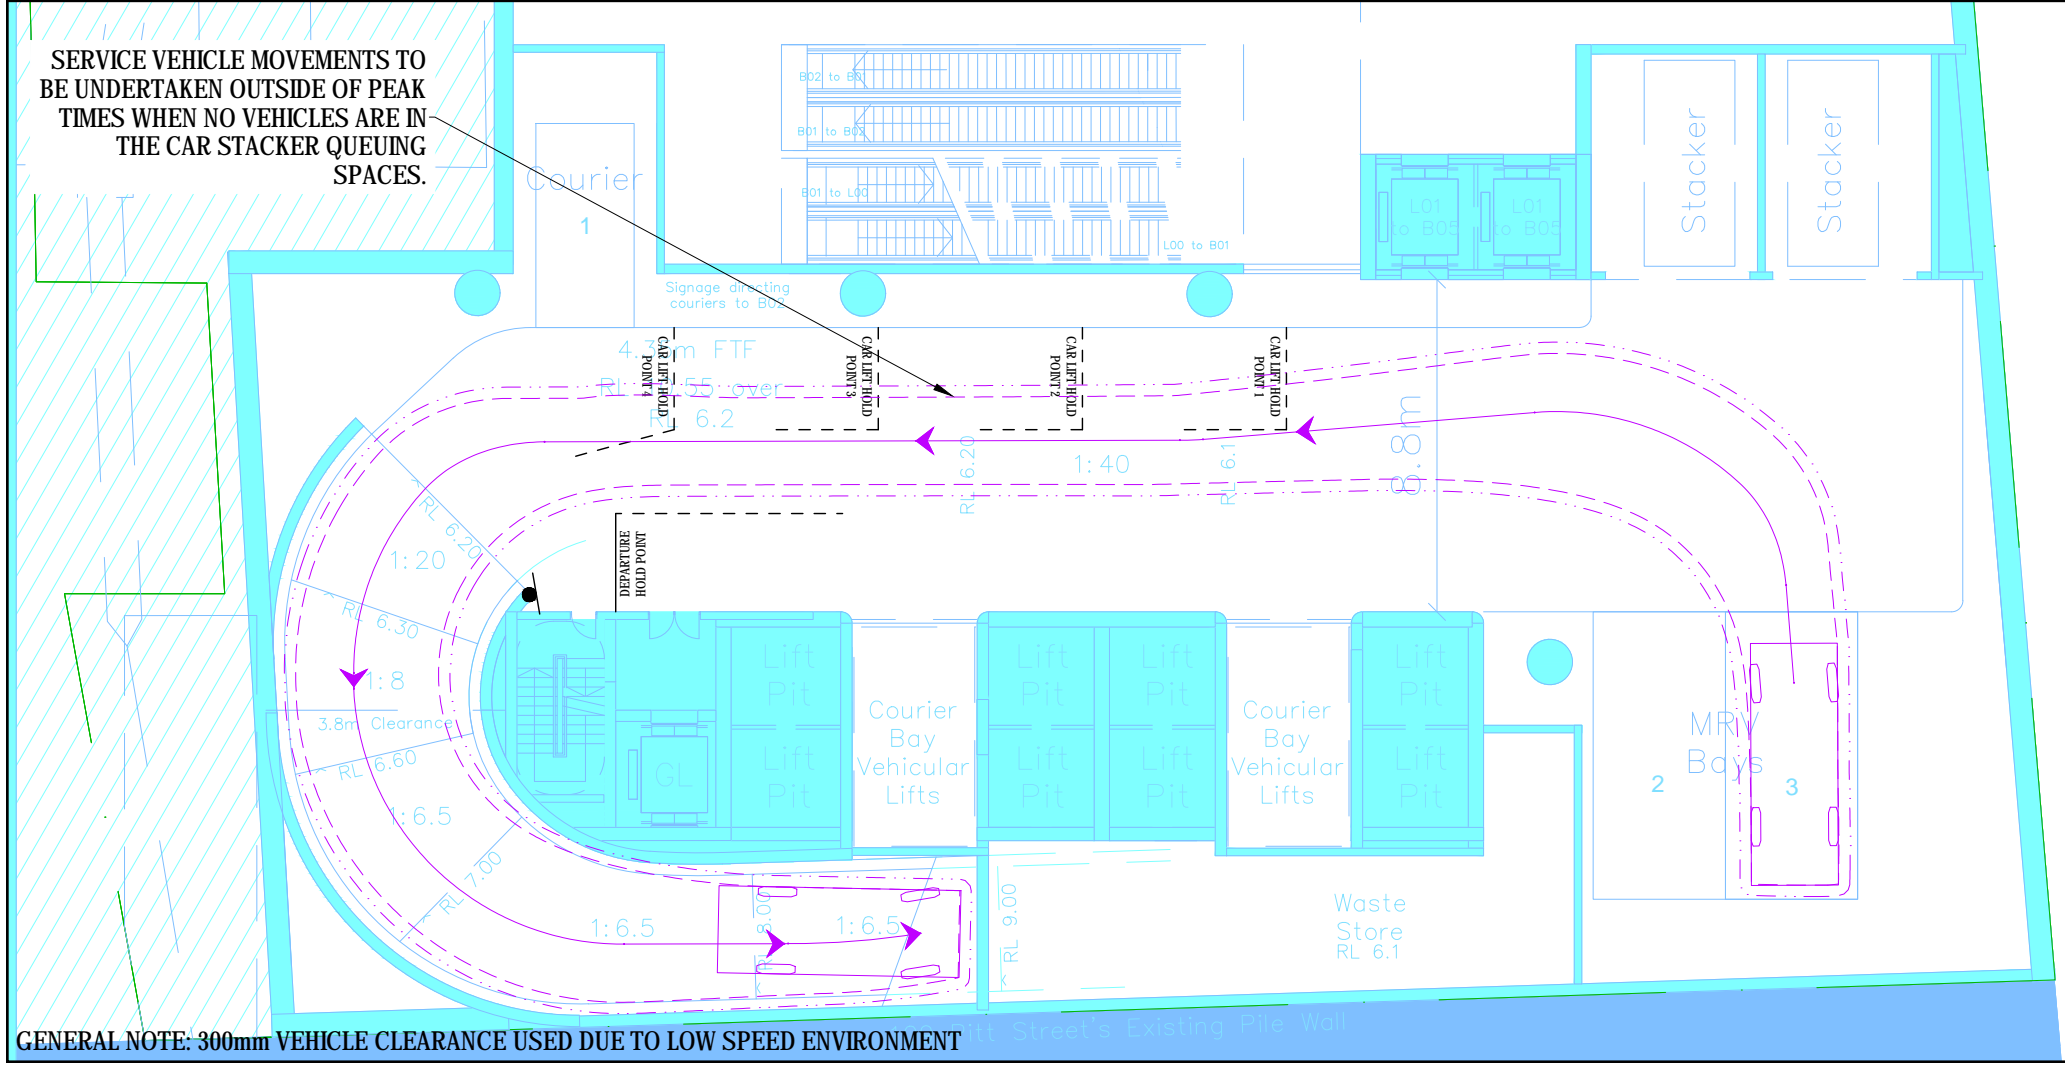 SERVICE VEHICLE MOVEMENTS TO
BE UNDERTAKEN OUTSIDE OF PEAK
TIMES WHEN NO VEHICLES ARE IN
THE CAR STACKER QUEUING
SPACES.
Courier
1
B02 to B01
B01 to B02
B01 to L00
L00 to B01
L01
to B05
L01
to B05
Stacker
Stacker
Signage directing
couriers to B02
4.3 m FTF
RL .55 over
RL 6.2
CAR LIFT HOLD
POINT 4
CAR LIFT HOLD
POINT 3
CAR LIFT HOLD
POINT 2
CAR LIFT HOLD
POINT 1
RL 6.20
1:40
RL 6.1
8.8m
DEPARTURE
HOLD POINT
RL 6.20
1:20
RL 6.30
1:8
3.8m Clearance
RL 6.60
1:6.5
RL 7.00
1:6.5
RL 8.00
1:6.5
RL 9.00
GL
Lift
Pit
Lift
Pit
Courier
Bay
Vehicular
Lifts
Lift
Pit
Lift
Pit
Lift
Pit
Lift
Pit
Courier
Bay
Vehicular
Lifts
Lift
Pit
Lift
Pit
MRV
Bays
2
3
Waste
Store
RL 6.1
Pitt Street's Existing Pile Wall
GENERAL NOTE: 300mm VEHICLE CLEARANCE USED DUE TO LOW SPEED ENVIRONMENT